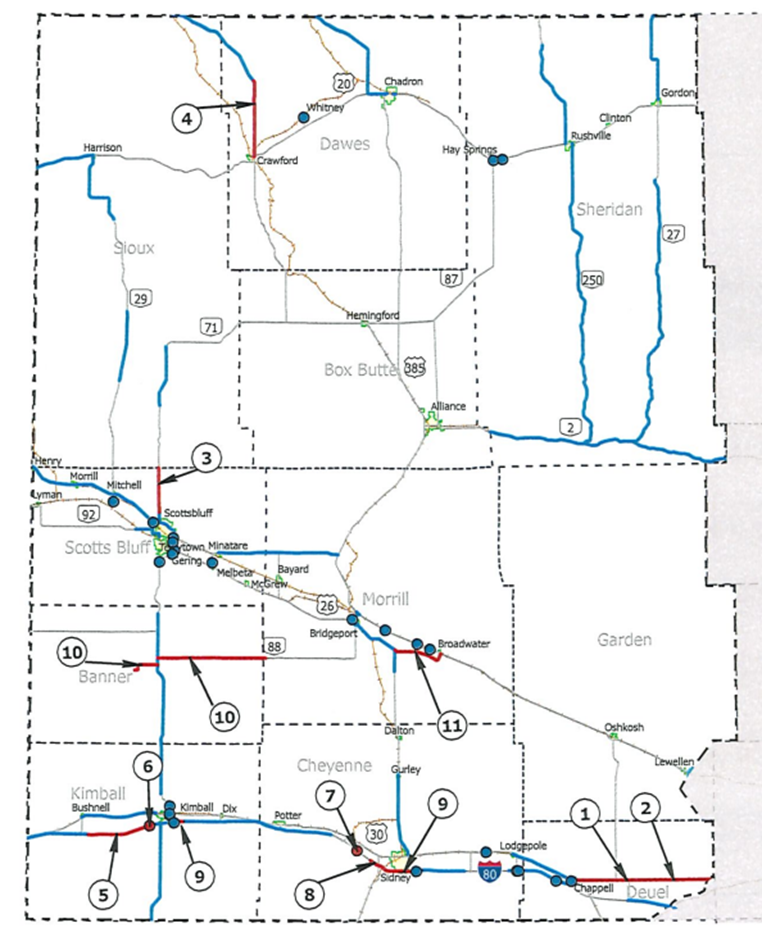 20
Chadron
4
Whitney
Gordon
Clinton
Rushville
Dawes
Harrison
Crawford
Hay Springs
Sheridan
27
Sioux
87
250
29
71
Hemingford
Box Butte
385
Alliance
2
3
Henry
Morrill
Mitchell
Lyman
92
Scottsbluff
Scotts Bluff
Minatare
Gering
Melbeta
McGrew
Bayard
26
Morrill
Bridgeport
88
Broadwater
Garden
10
Banner
10
11
Dalton
Oshkosh
Lewellen
Cheyenne
Gurley
6
Kimball
Bushnell
Kimball
Dix
Potter
7
9
30
1
2
Lodgepole
5
9
8
Sidney
80
Chappell
Deuel